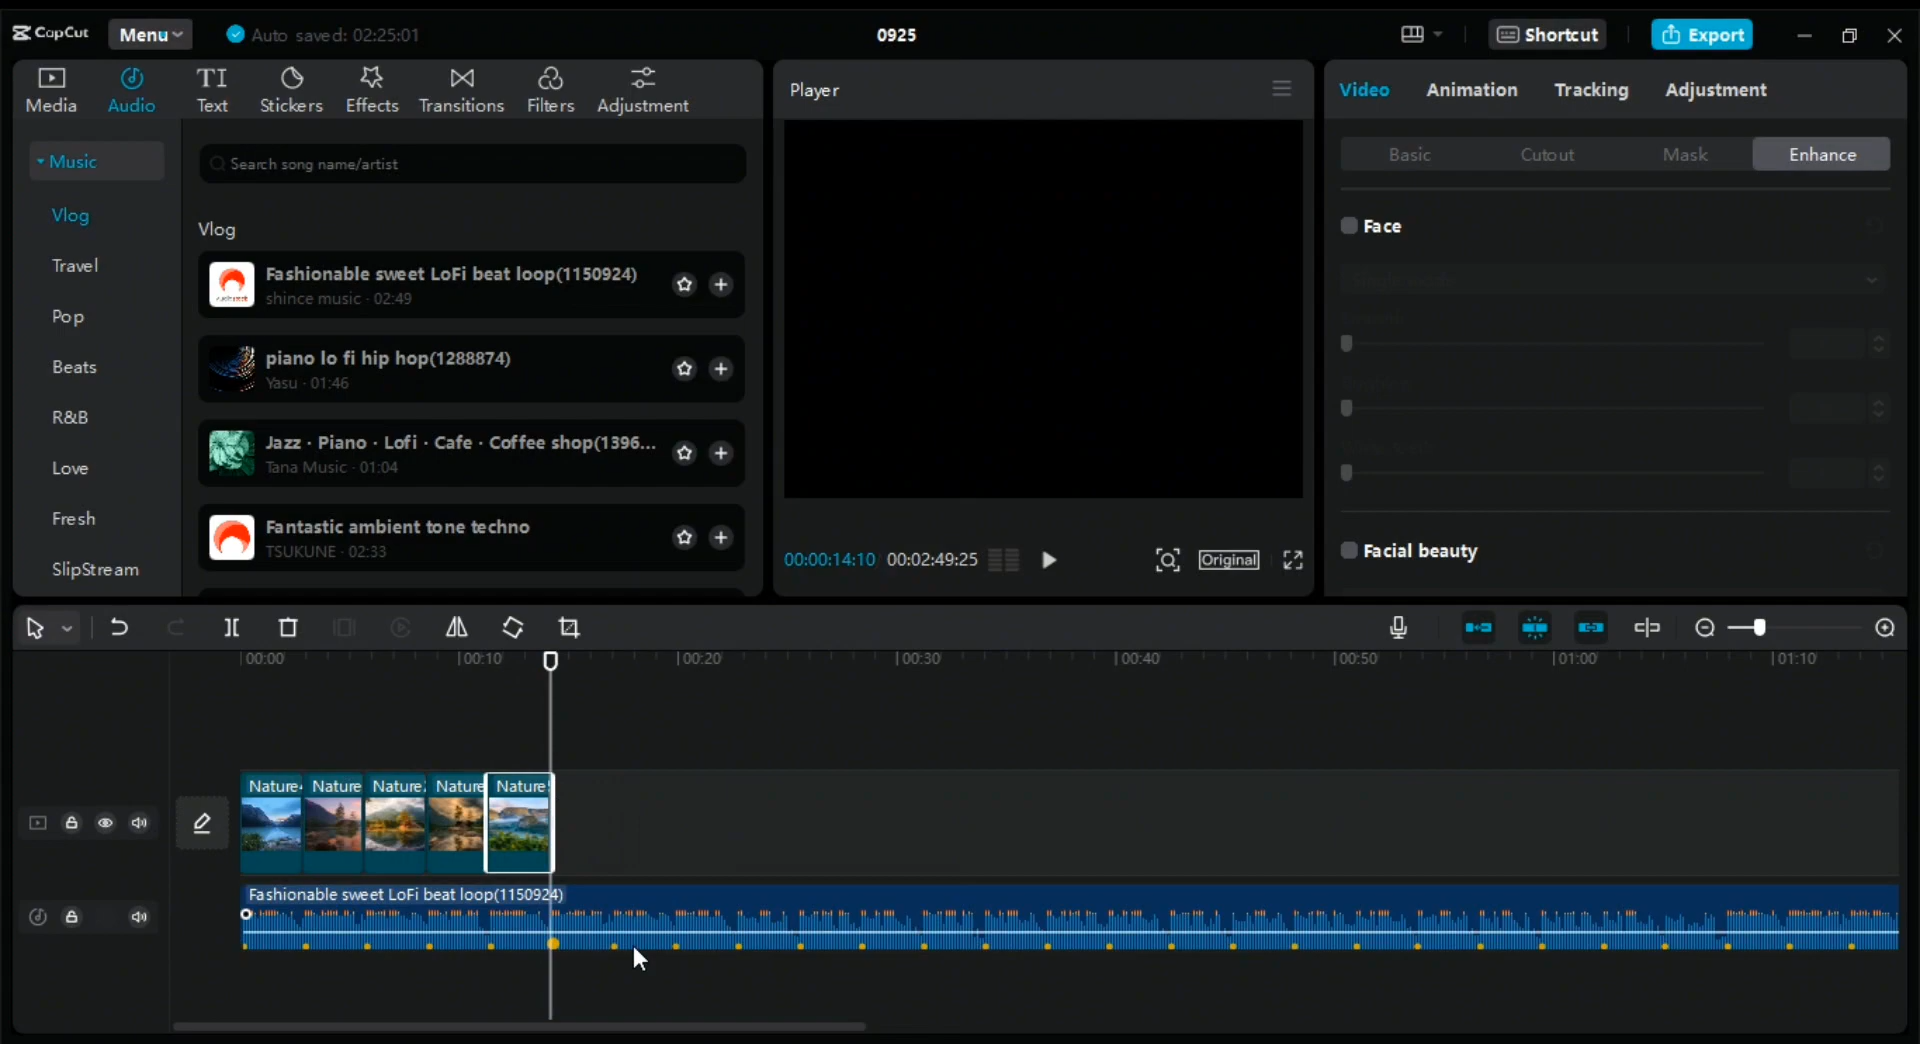 CapCut Menu Auto saved: 02:25:01 0925 Shortcut Export
Media Audio TI Text Stickers Effects Transitions Filters Adjustment
Music
Vlog
Travel
Pop
Beats
R&B
Love
Fresh
SlipStream
Search song name/artist
Vlog
Fashionable sweet LoFi beat loop(1150924)
shince music · 02:49
piano lo fi hip hop(1288874)
Yasu · 01:46
Jazz · Piano · Lofi · Cafe · Coffee shop(1396...
Tana Music · 01:04
Fantastic ambient tone techno
TSUKUNE · 02:33
Player
00:00:14:10 00:02:49:25 Original
Video Animation Tracking Adjustment
Basic Cutout Mask Enhance
Face
Facial beauty
00:00 00:10 00:20 00:30 00:40 00:50 01:00 01:10
Nature Nature Nature Nature Nature
Fashionable sweet LoFi beat loop(1150924)